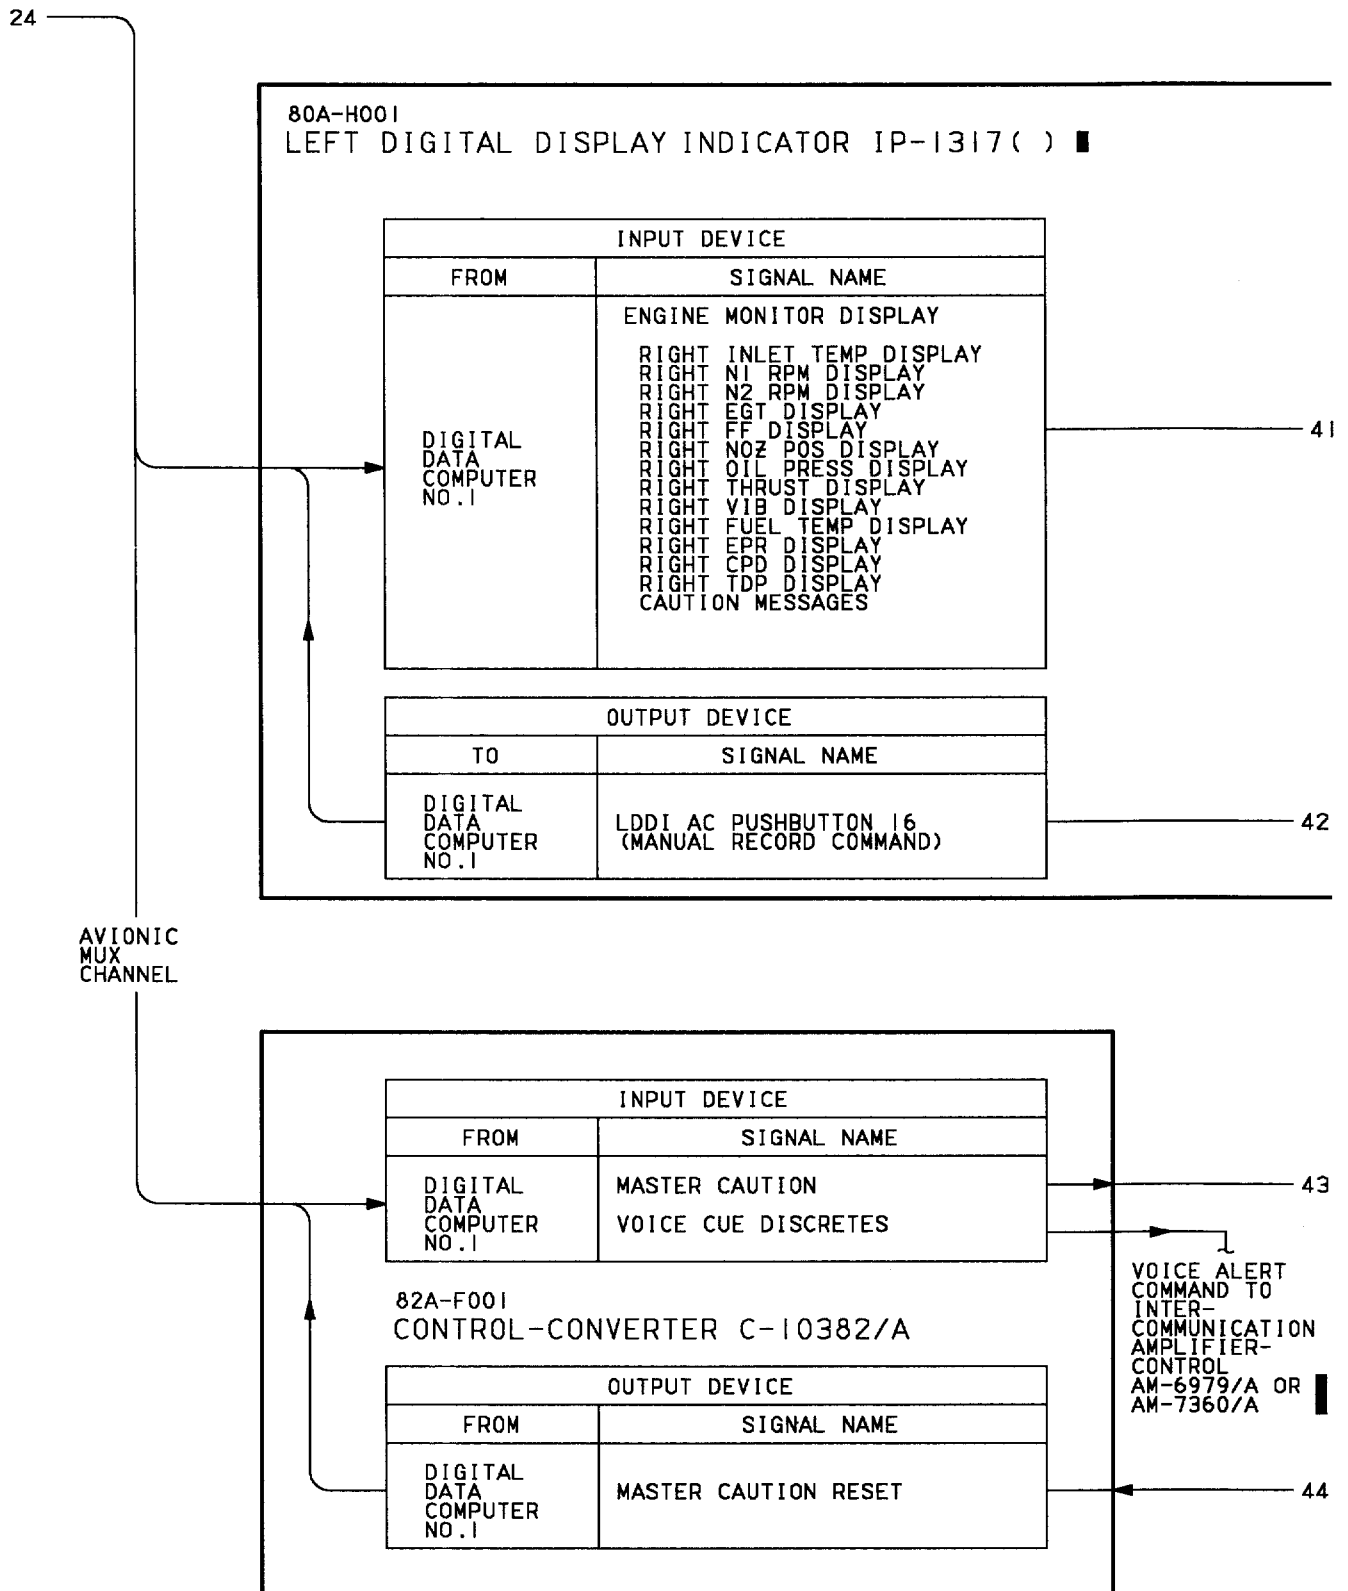 24
80A-H001
LEFT DIGITAL DISPLAY INDICATOR IP-1317( )
INPUT DEVICE
FROM
SIGNAL NAME
DIGITAL
DATA
COMPUTER
NO.1
ENGINE MONITOR DISPLAY
RIGHT INLET TEMP DISPLAY
RIGHT N1 RPM DISPLAY
RIGHT N2 RPM DISPLAY
RIGHT EGT DISPLAY
RIGHT FF DISPLAY
RIGHT NOZ POS DISPLAY
RIGHT OIL PRESS DISPLAY
RIGHT THRUST DISPLAY
RIGHT VIB DISPLAY
RIGHT FUEL TEMP DISPLAY
RIGHT EPR DISPLAY
RIGHT CPD DISPLAY
RIGHT TDP DISPLAY
CAUTION MESSAGES
41
OUTPUT DEVICE
TO
SIGNAL NAME
DIGITAL
DATA
COMPUTER
NO.1
LDDI AC PUSHBUTTON 16
(MANUAL RECORD COMMAND)
42
AVIONIC
MUX
CHANNEL
INPUT DEVICE
FROM
SIGNAL NAME
DIGITAL
DATA
COMPUTER
NO.1
MASTER CAUTION
VOICE CUE DISCRETES
43
VOICE ALERT
COMMAND TO
INTER-
COMMUNICATION
AMPLIFIER-
CONTROL
AM-6979/A OR
AM-7360/A
82A-F001
CONTROL-CONVERTER C-10382/A
OUTPUT DEVICE
FROM
SIGNAL NAME
DIGITAL
DATA
COMPUTER
NO.1
MASTER CAUTION RESET
44